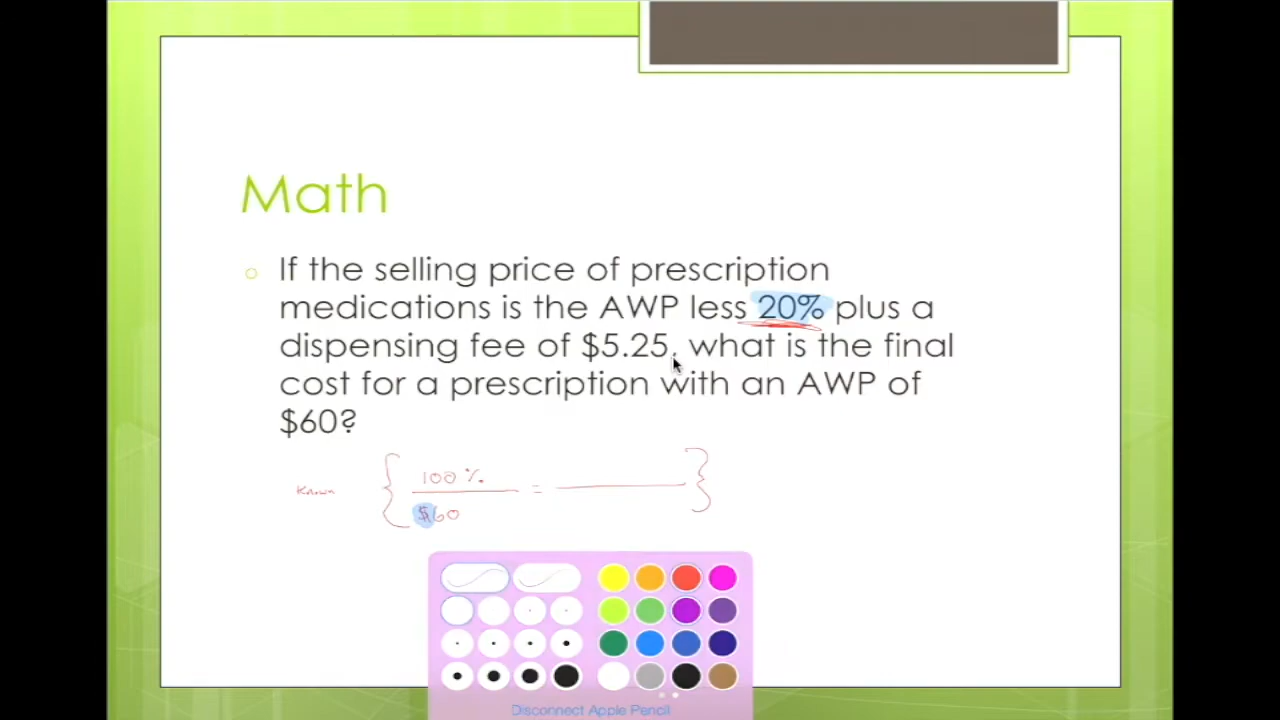 Math
If the selling price of prescription
medications is the AWP less 20% plus a
dispensing fee of $5.25, what is the final
cost for a prescription with an AWP of
$60?
Known
100%
=
$60
Disconnect Apple Pencil